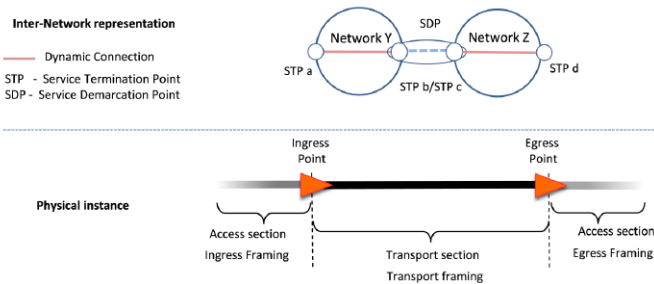 Inter-Network representation
Dynamic Connection
STP - Service Termination Point
SDP - Service Demarcation Point
SDP
Network Y
Network Z
STP a
STP d
STP b/STP c
Ingress
Point
Egress
Point
Physical instance
Access section
Ingress Framing
Transport section
Transport framing
Access section
Egress Framing